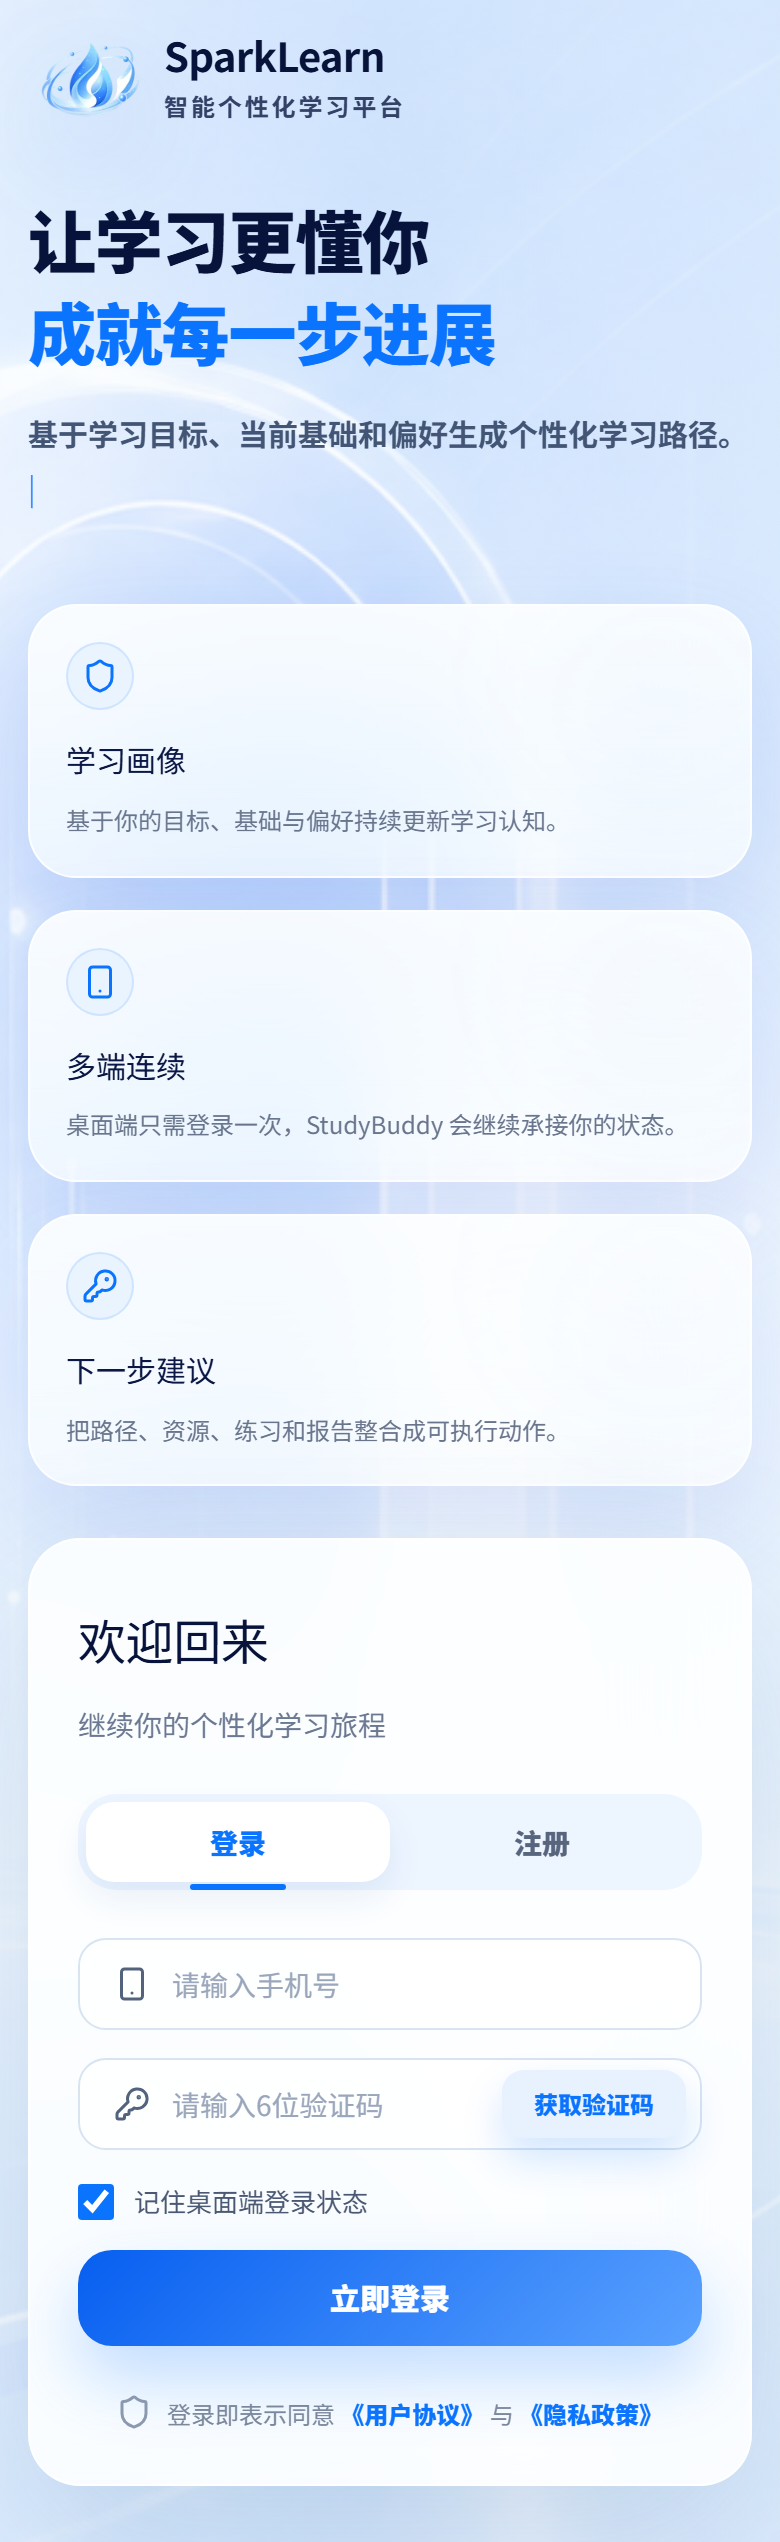 SparkLearn
智能个性化学习平台
让学习更懂你
成就每一步进展
基于学习目标、当前基础和偏好生成个性化学习路径。
学习画像
基于你的目标、基础与偏好持续更新学习认知。
多端连续
桌面端只需登录一次，StudyBuddy 会继续承接你的状态。
下一步建议
把路径、资源、练习和报告整合成可执行动作。
欢迎回来
继续你的个性化学习旅程
登录 注册
请输入手机号
请输入6位验证码 获取验证码
记住桌面端登录状态
立即登录
登录即表示同意 《用户协议》 与 《隐私政策》